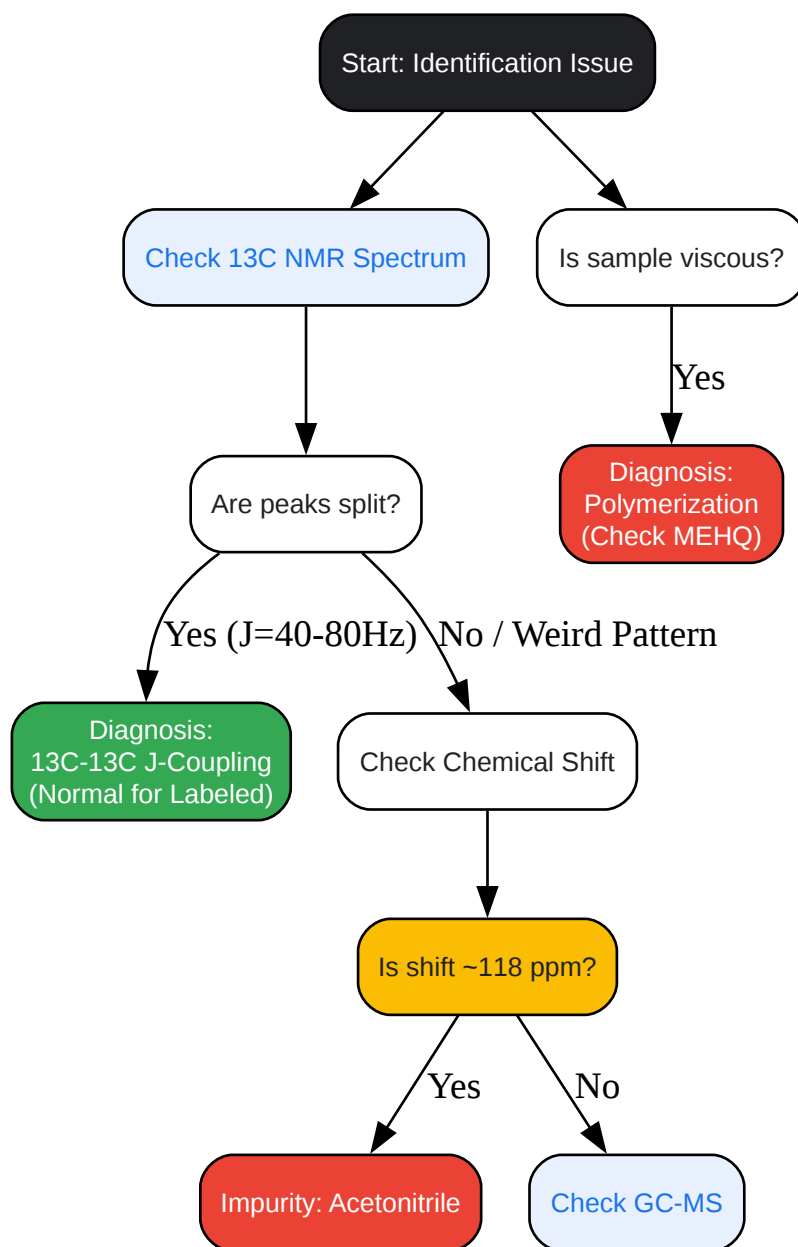 Start: Identification Issue
Check 13C NMR Spectrum
Is sample viscous?
Yes
Diagnosis:
Polymerization
(Check MEHQ)
Are peaks split?
Yes (J=40-80Hz)
No / Weird Pattern
Diagnosis:
13C-13C J-Coupling
(Normal for Labeled)
Check Chemical Shift
Is shift ~118 ppm?
Yes
No
Impurity: Acetonitrile
Check GC-MS